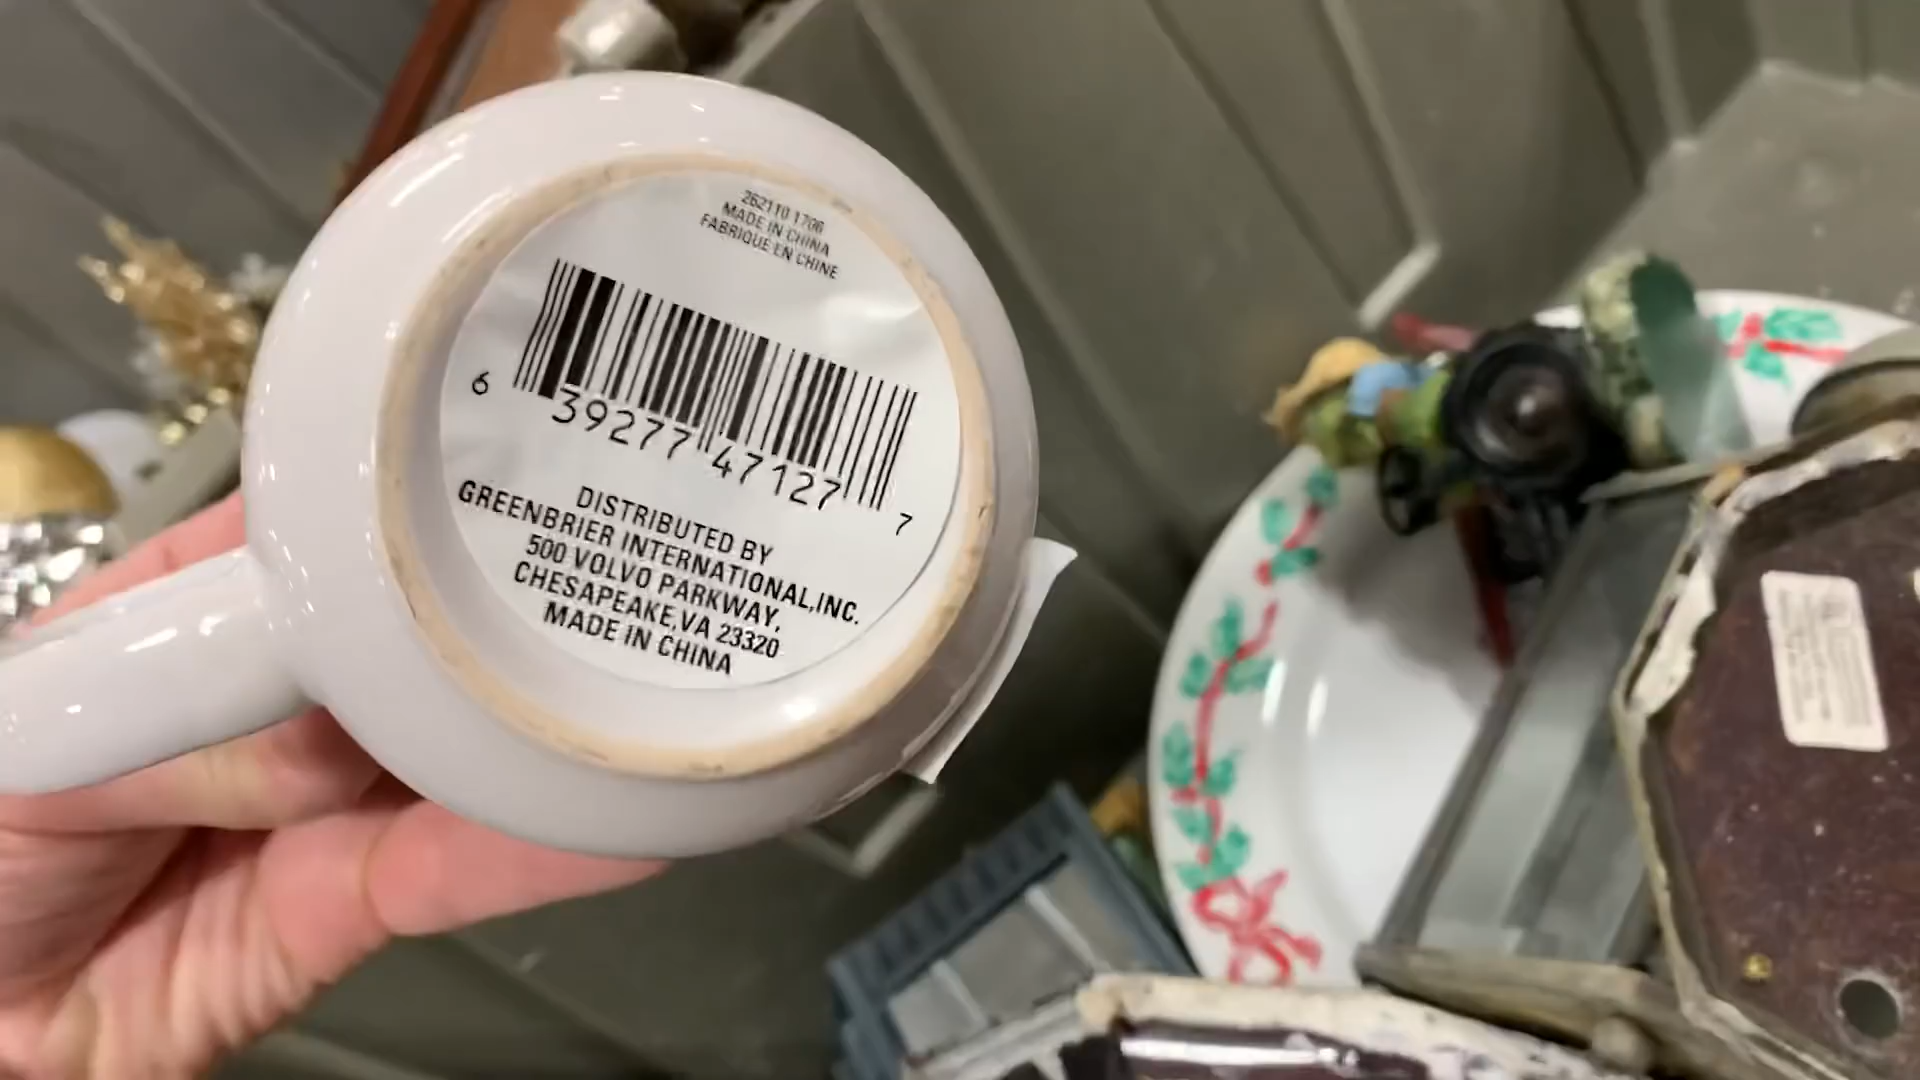 262110 1706
MADE IN CHINA
FABRIQUE EN CHINE
6 39277 47127 7
DISTRIBUTED BY
GREENBRIER INTERNATIONAL,INC.
500 VOLVO PARKWAY,
CHESAPEAKE,VA 23320
MADE IN CHINA